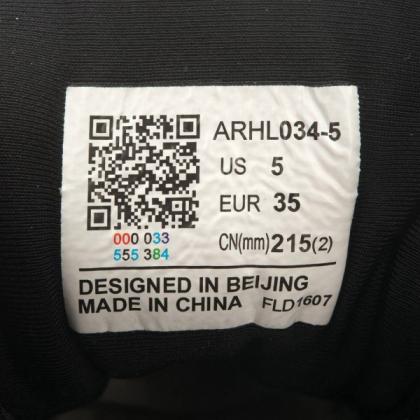 ARHL034-5
US 5
EUR 35
CN(mm)215(2)
000 033
555 384
DESIGNED IN BEIJING
MADE IN CHINA FLD1607